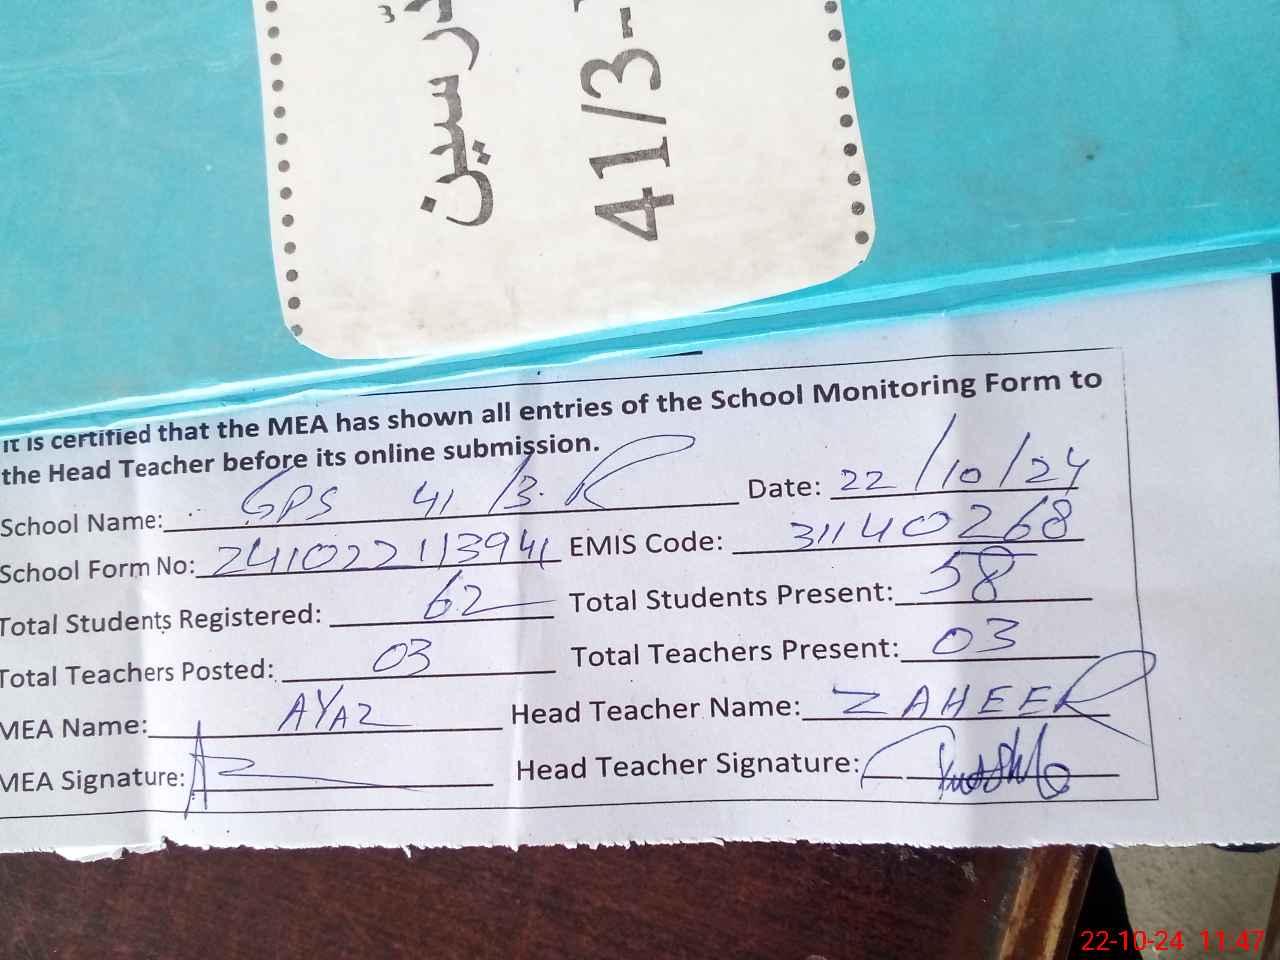 سین
41/3-
It is certified that the MEA has shown all entries of the School Monitoring Form to
the Head Teacher before its online submission.
School Name: GPS 41/3.R Date: 22/10/24
School Form No: 241022113941 EMIS Code: 31140268
Total Students Registered: 62 Total Students Present: 58
Total Teachers Posted: 03 Total Teachers Present: 03
MEA Name: AYAZ Head Teacher Name: ZAHEER
MEA Signature: Head Teacher Signature:
22-10-24 11:47